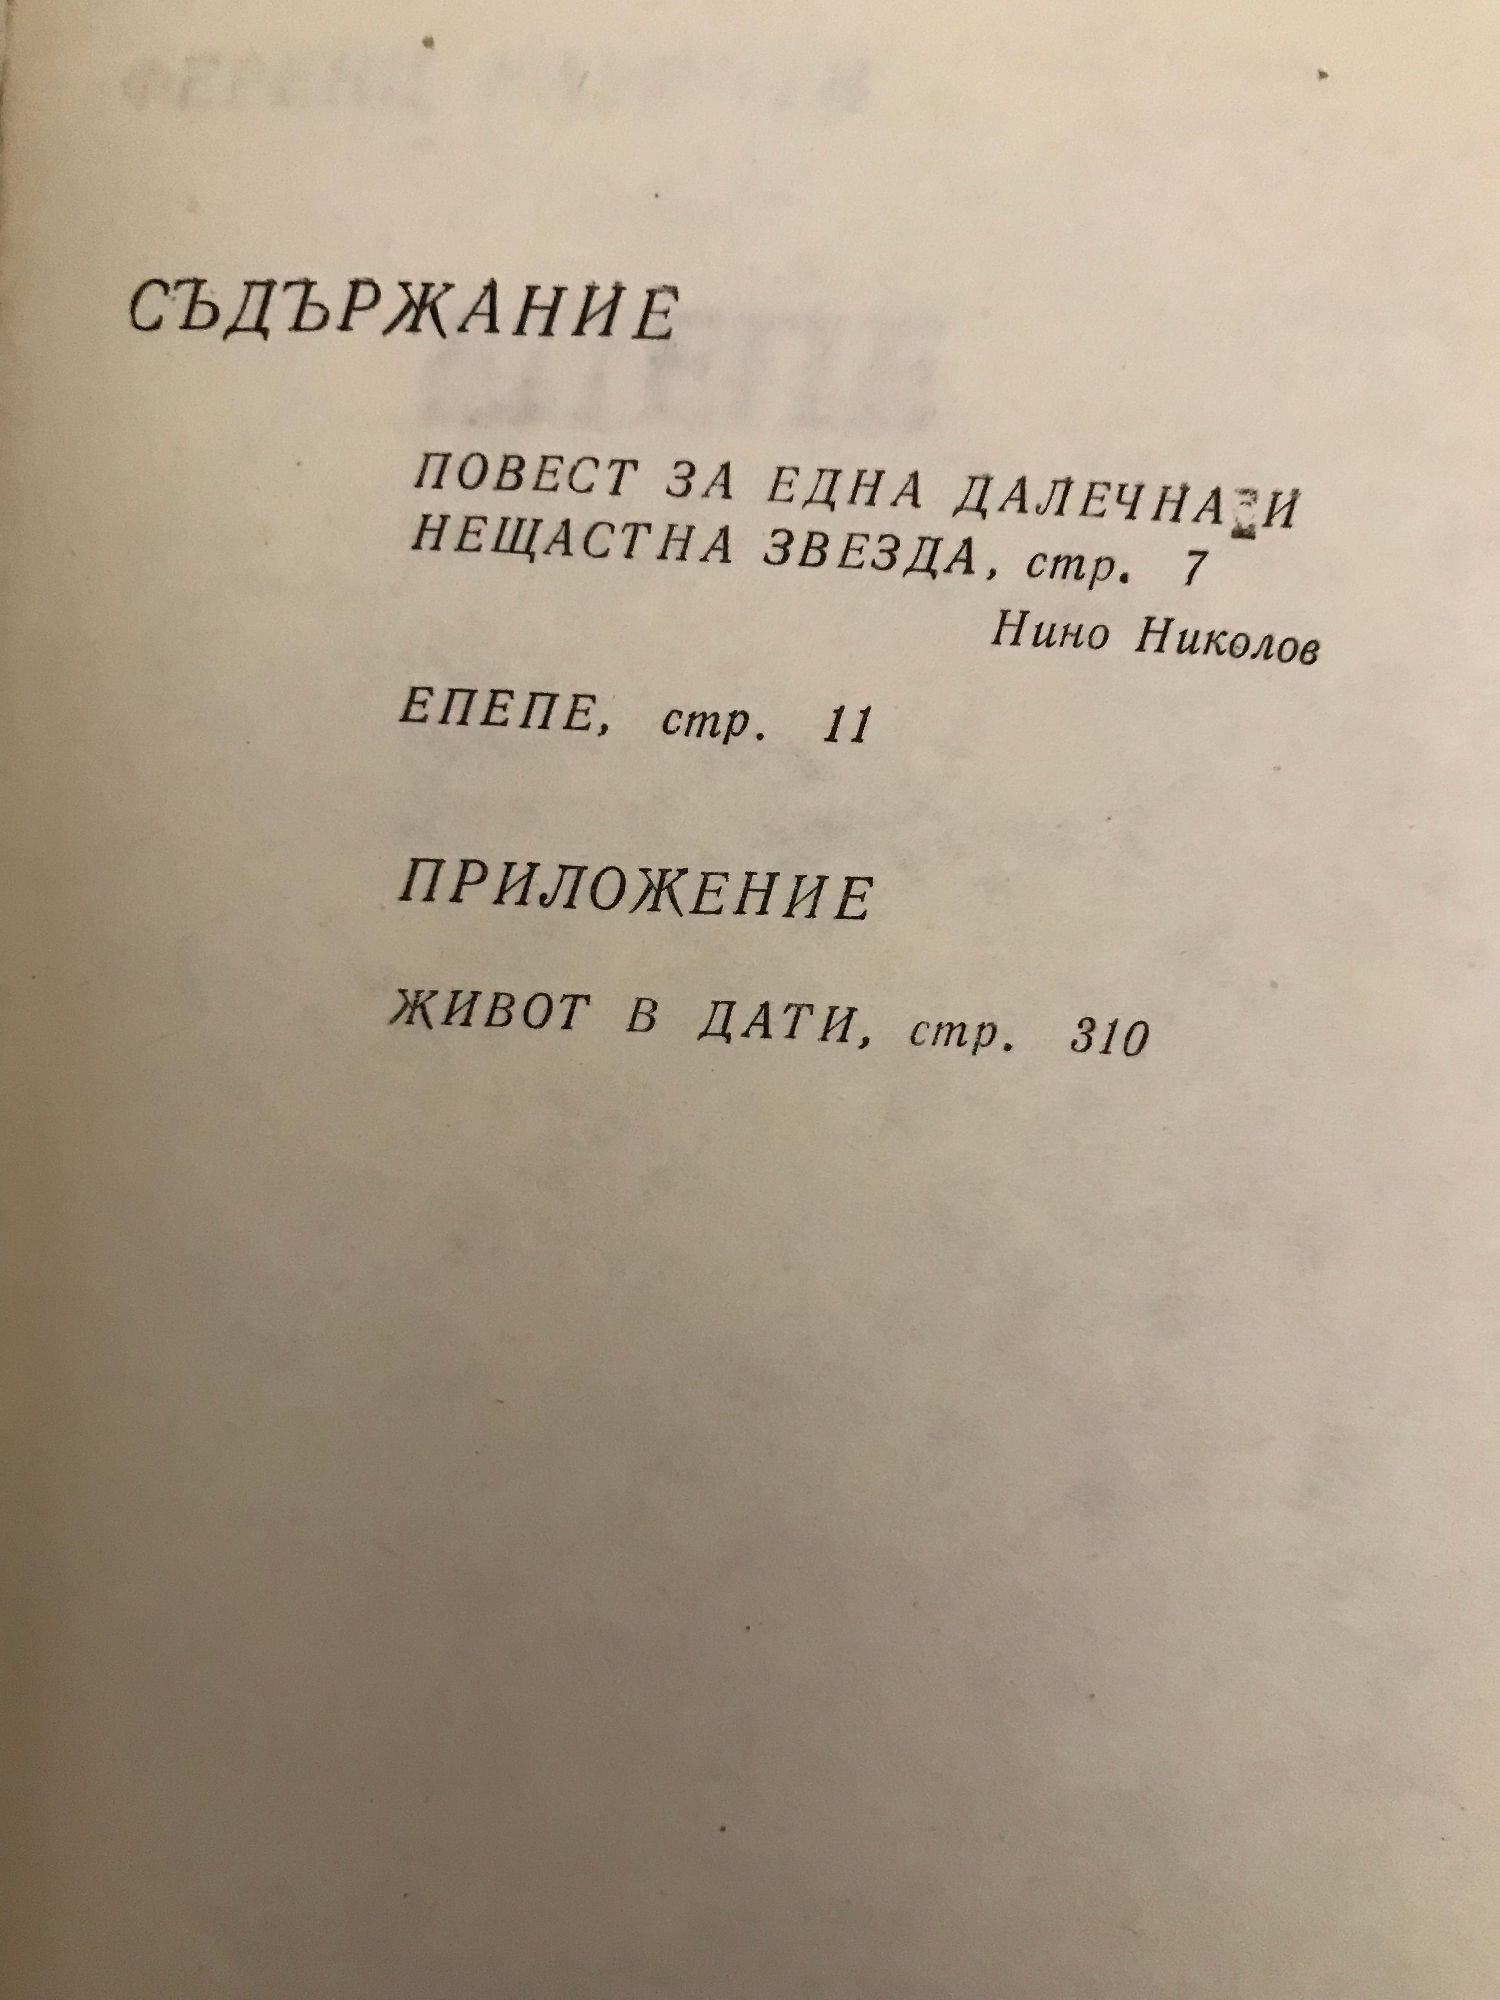 СЪДЪРЖАНИЕ
ПОВЕСТ ЗА ЕДНА ДАЛЕЧНА И
НЕЩАСТНА ЗВЕЗДА, стр. 7
Нино Николов
ЕПЕПЕ, стр. 11
ПРИЛОЖЕНИЕ
ЖИВОТ В ДАТИ, стр. 310